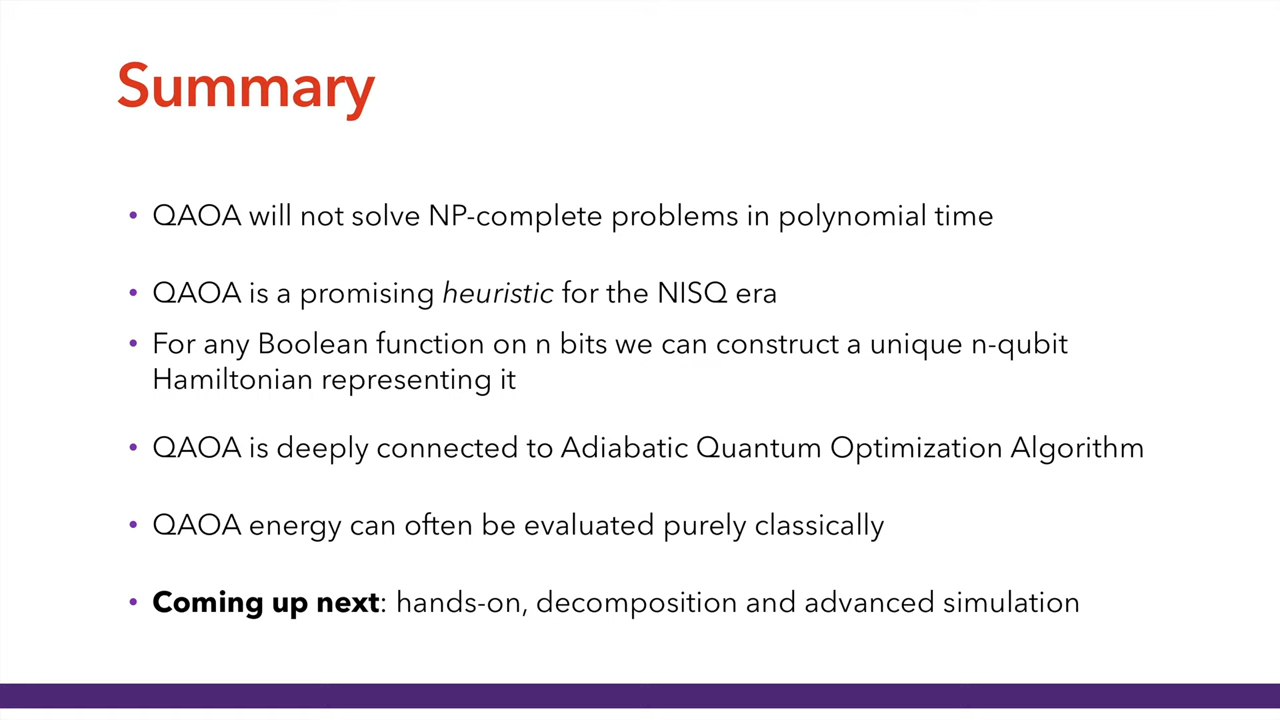 Summary
• QAOA will not solve NP-complete problems in polynomial time
• QAOA is a promising heuristic for the NISQ era
• For any Boolean function on n bits we can construct a unique n-qubit
Hamiltonian representing it
• QAOA is deeply connected to Adiabatic Quantum Optimization Algorithm
• QAOA energy can often be evaluated purely classically
• Coming up next: hands-on, decomposition and advanced simulation